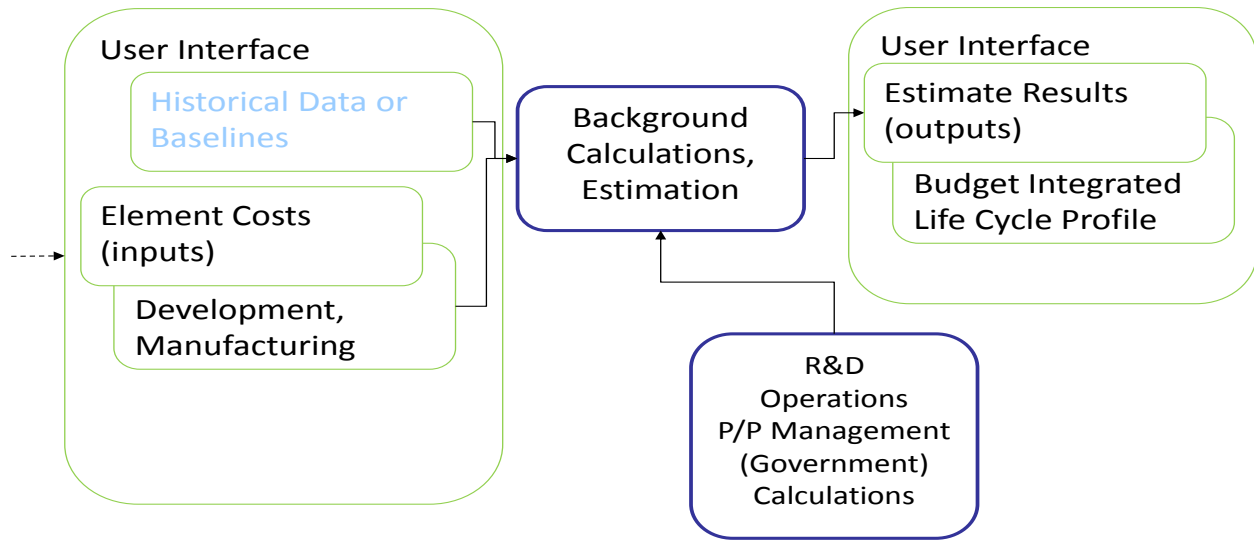 User Interface
Historical Data or
Baselines
Element Costs
(inputs)
Development,
Manufacturing
Background
Calculations,
Estimation
R&D
Operations
P/P Management
(Government)
Calculations
User Interface
Estimate Results
(outputs)
Budget Integrated
Life Cycle Profile